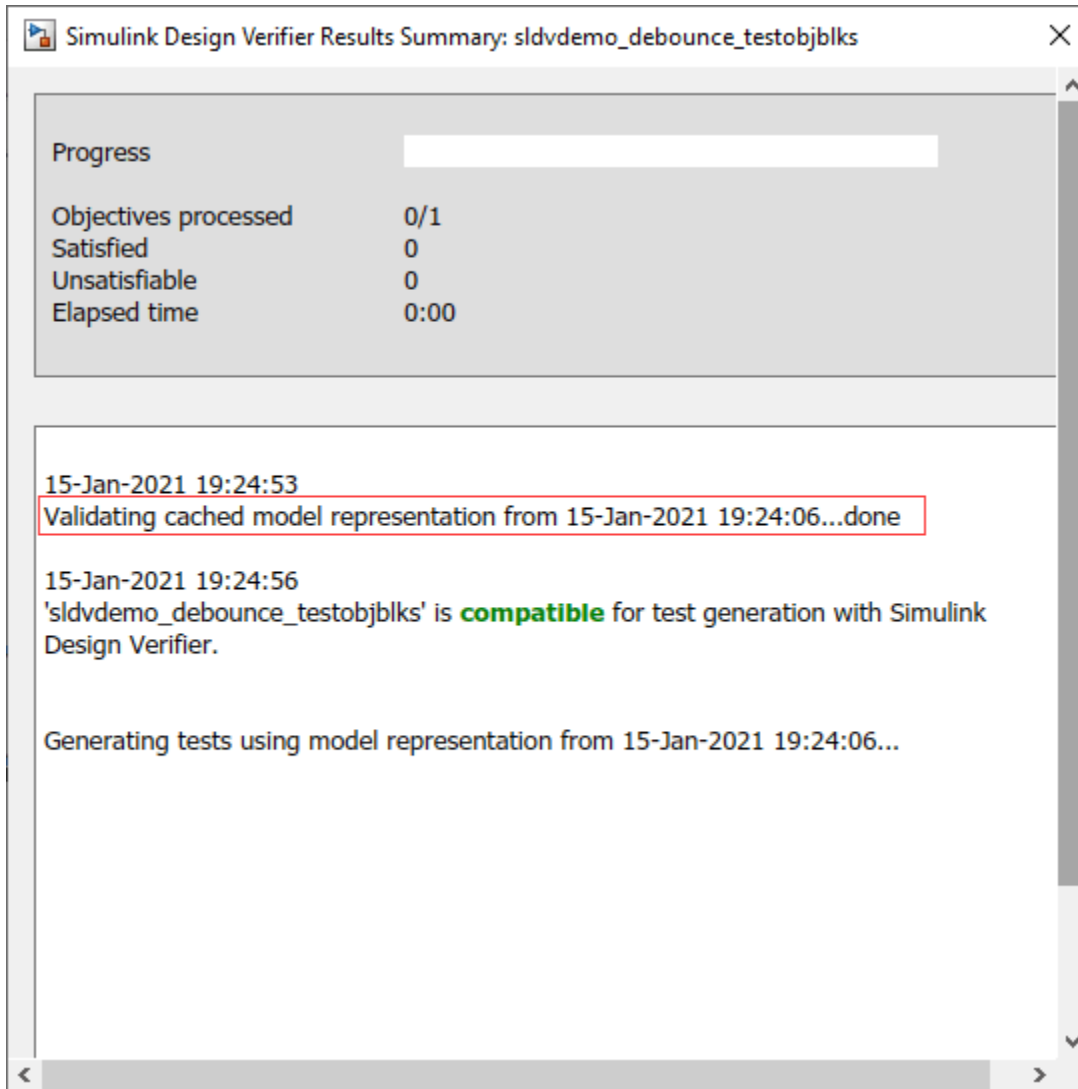 Simulink Design Verifier Results Summary: sldvdemo_debounce_testobjblks
Progress
Objectives processed 0/1
Satisfied 0
Unsatisfiable 0
Elapsed time 0:00
15-Jan-2021 19:24:53
Validating cached model representation from 15-Jan-2021 19:24:06...done
15-Jan-2021 19:24:56
'sldvdemo_debounce_testobjblks' is compatible for test generation with Simulink
Design Verifier.
Generating tests using model representation from 15-Jan-2021 19:24:06...